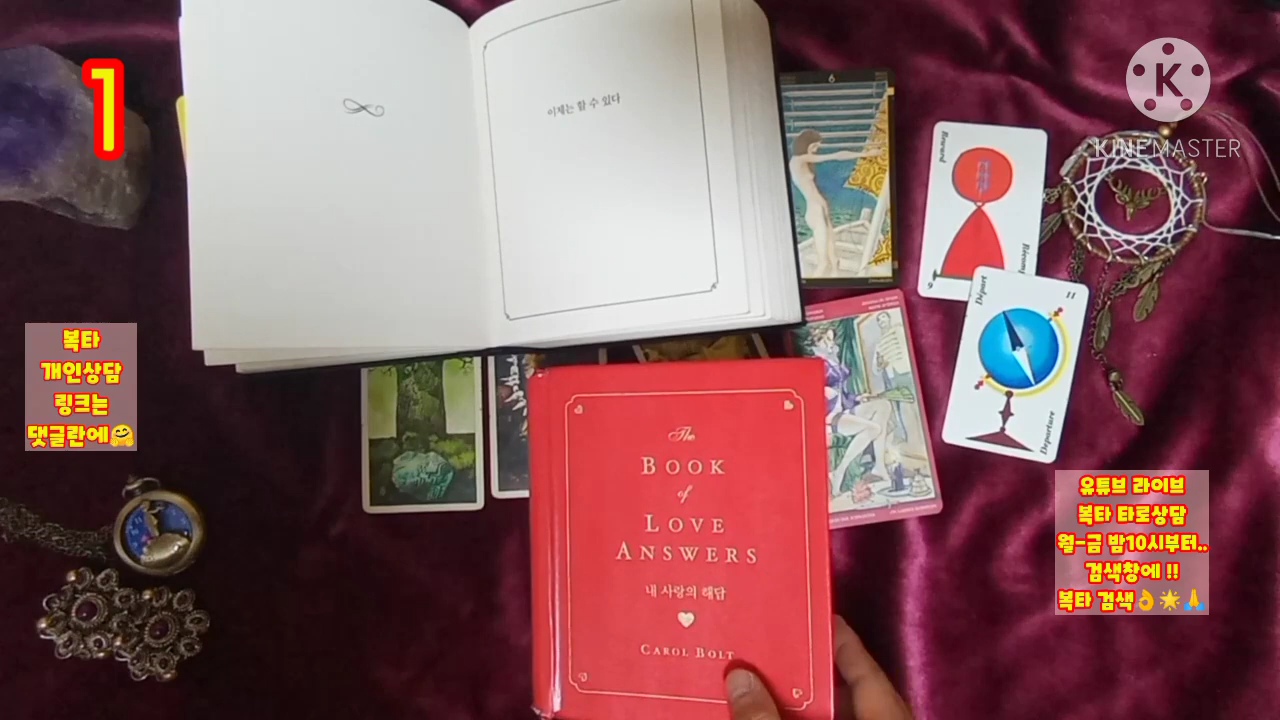 1
이제는 할 수 있다
6
K
KINEMASTER
Reward
Départ
11
Departure
복타
개인상담
링크는
댓글란에🤗
The
BOOK
of
LOVE
ANSWERS
내 사랑의 해답
CAROL BOLT
유튜브 라이브
복타 타로상담
월-금 밤10시부터..
검색창에 !!
복타 검색👌🌟🙏